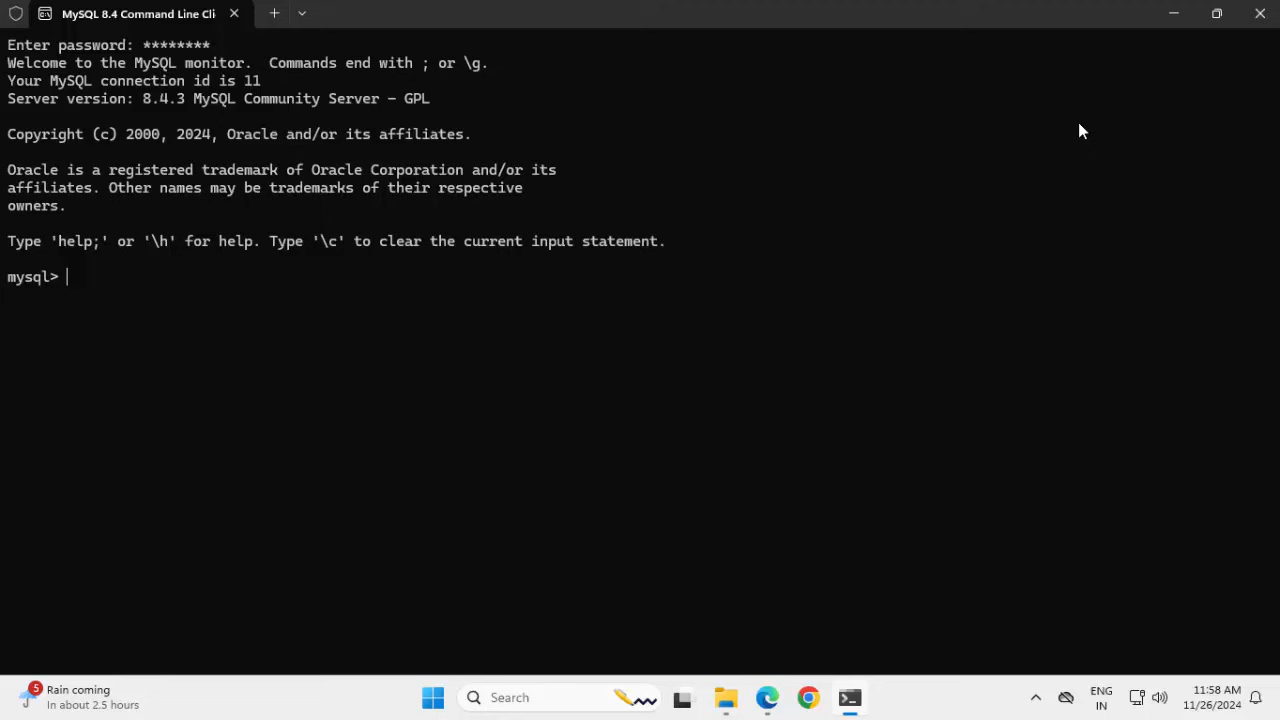 MySQL 8.4 Command Line Cli
Enter password: ********
Welcome to the MySQL monitor.  Commands end with ; or \g.
Your MySQL connection id is 11
Server version: 8.4.3 MySQL Community Server - GPL
Copyright (c) 2000, 2024, Oracle and/or its affiliates.
Oracle is a registered trademark of Oracle Corporation and/or its
affiliates. Other names may be trademarks of their respective
owners.
Type 'help;' or '\h' for help. Type '\c' to clear the current input statement.
mysql>
5
Rain coming
In about 2.5 hours
Search
ENG
IN
11:58 AM
11/26/2024